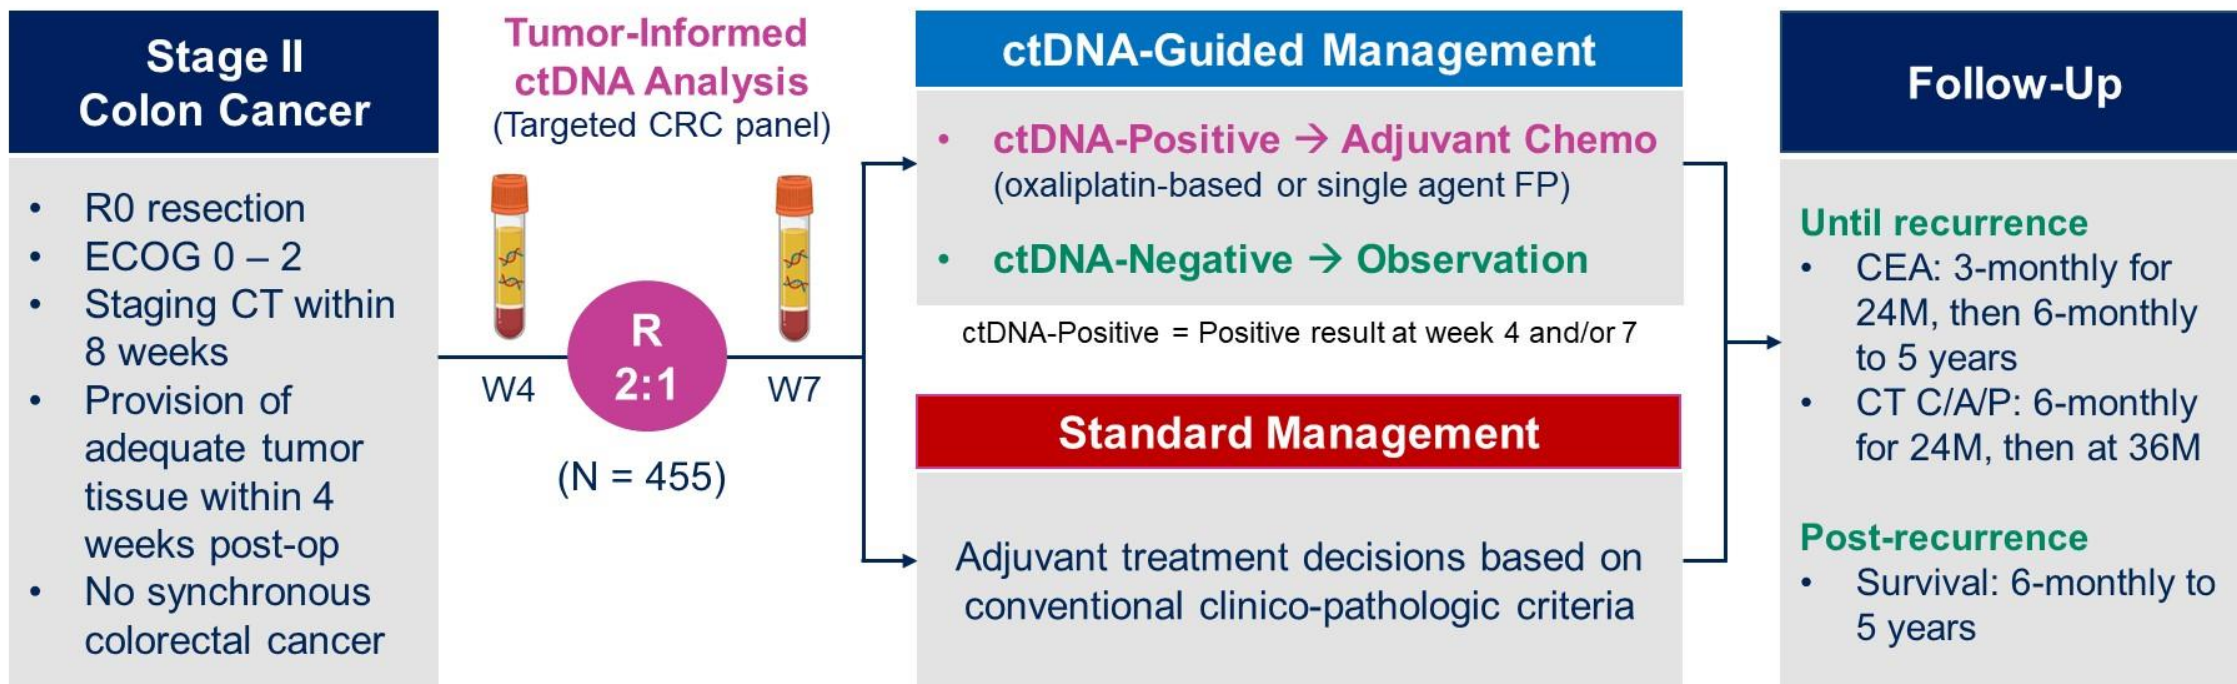 Stage II
Colon Cancer
• R0 resection
• ECOG 0 – 2
• Staging CT within
8 weeks
• Provision of
adequate tumor
tissue within 4
weeks post-op
• No synchronous
colorectal cancer
Tumor-Informed
ctDNA Analysis
(Targeted CRC panel)
W4
R
2:1
W7
(N = 455)
ctDNA-Guided Management
• ctDNA-Positive → Adjuvant Chemo
(oxaliplatin-based or single agent FP)
• ctDNA-Negative → Observation
ctDNA-Positive = Positive result at week 4 and/or 7
Standard Management
Adjuvant treatment decisions based on
conventional clinico-pathologic criteria
Follow-Up
Until recurrence
• CEA: 3-monthly for
24M, then 6-monthly
to 5 years
• CT C/A/P: 6-monthly
for 24M, then at 36M
Post-recurrence
• Survival: 6-monthly to
5 years